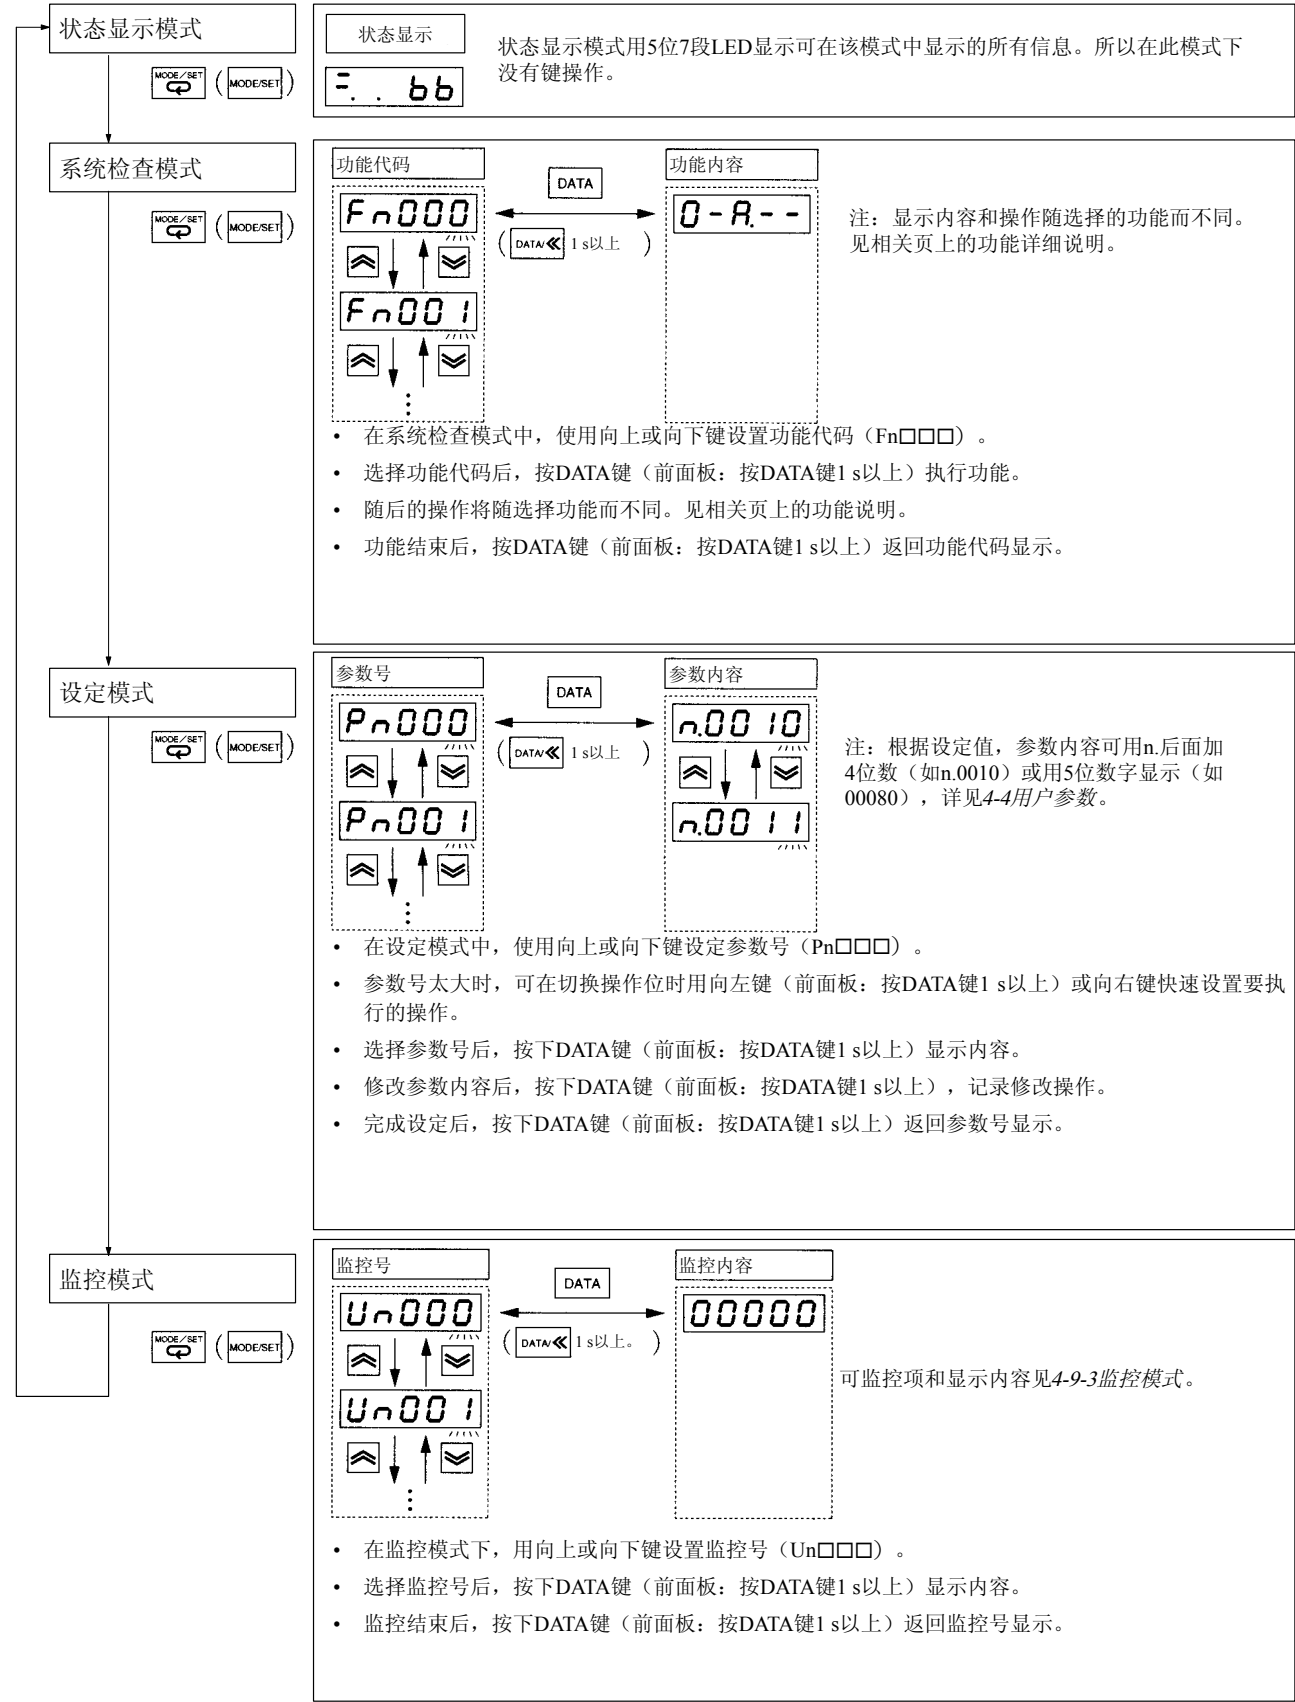 状态显示模式
MODE/SET ( MODE/SET )
状态显示
bb
状态显示模式用5位7段LED显示可在该模式中显示的所有信息。所以在此模式下
没有键操作。
系统检查模式
MODE/SET ( MODE/SET )
功能代码
Fn000
Fn001
DATA
( DATA/≪ 1 s以上 )
功能内容
0-A.--
注：显示内容和操作随选择的功能而不同。
见相关页上的功能详细说明。
• 在系统检查模式中，使用向上或向下键设置功能代码（Fn□□□）。
• 选择功能代码后，按DATA键（前面板：按DATA键1 s以上）执行功能。
• 随后的操作将随选择功能而不同。见相关页上的功能说明。
• 功能结束后，按DATA键（前面板：按DATA键1 s以上）返回功能代码显示。
设定模式
MODE/SET ( MODE/SET )
参数号
Pn000
Pn001
DATA
( DATA/≪ 1 s以上 )
参数内容
n.0010
n.0011
注：根据设定值，参数内容可用n.后面加
4位数（如n.0010）或用5位数字显示（如
00080），详见4-4用户参数。
• 在设定模式中，使用向上或向下键设定参数号（Pn□□□）。
• 参数号太大时，可在切换操作位时用向左键（前面板：按DATA键1 s以上）或向右键快速设置要执
行的操作。
• 选择参数号后，按下DATA键（前面板：按DATA键1 s以上）显示内容。
• 修改参数内容后，按下DATA键（前面板：按DATA键1 s以上），记录修改操作。
• 完成设定后，按下DATA键（前面板：按DATA键1 s以上）返回参数号显示。
监控模式
MODE/SET ( MODE/SET )
监控号
Un000
Un001
DATA
( DATA/≪ 1 s以上。 )
监控内容
00000
可监控项和显示内容见4-9-3监控模式。
• 在监控模式下，用向上或向下键设置监控号（Un□□□）。
• 选择监控号后，按下DATA键（前面板：按DATA键1 s以上）显示内容。
• 监控结束后，按下DATA键（前面板：按DATA键1 s以上）返回监控号显示。